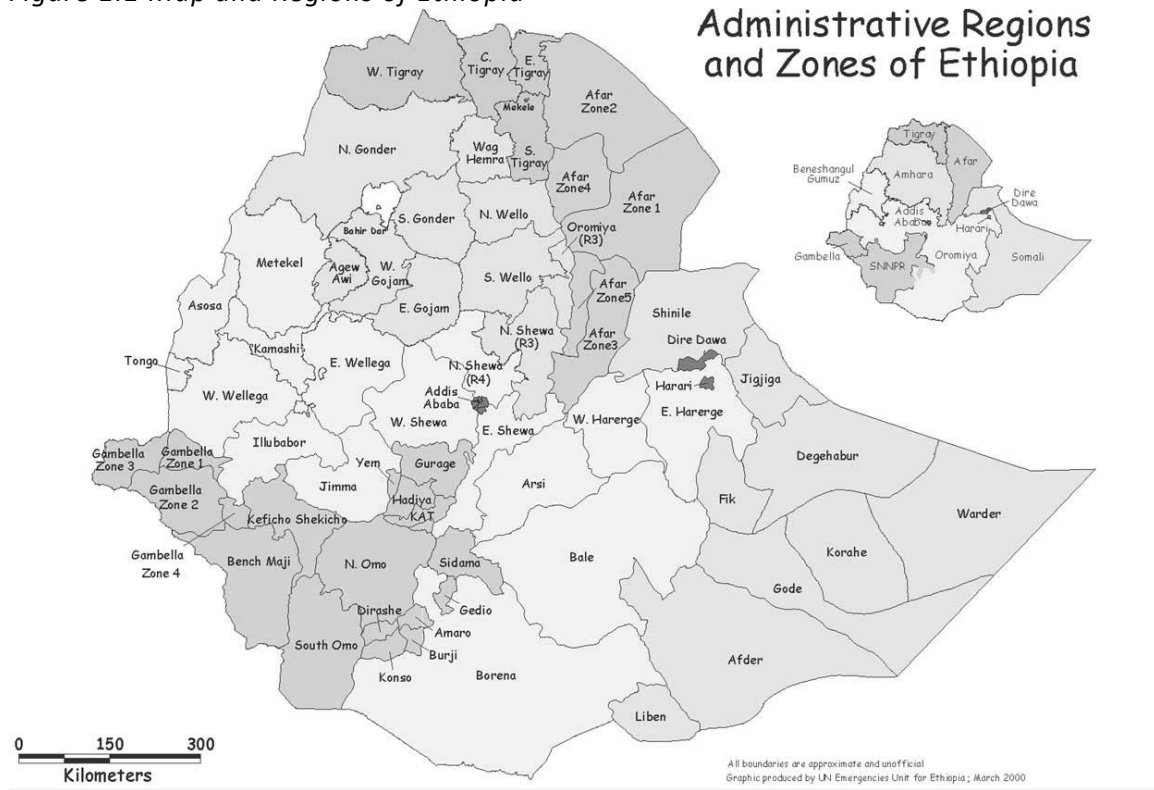 Figure 1.1 Map and Regions of Ethiopia
Administrative Regions
and Zones of Ethiopia
W. Tigray
C.
Tigray
E.
Tigray
Mekele
S.
Tigray
Afar
Zone2
N. Gonder
Wag
Hemra
Afar
Zone4
Afar
Zone 1
Bahir Dar
S. Gonder
N. Wello
Oromiya
(R3)
Metekel
Agew
Awi
W.
Gojam
S. Wello
Afar
Zone5
E. Gojam
Asosa
N. Shewa
(R3)
Afar
Zone3
Shinile
Dire Dawa
Tongo
Kamashi
E. Wellega
N. Shewa
(R4)
Addis
Ababa
Harari
Jigjiga
W. Wellega
W. Shewa
E. Shewa
W. Harerge
E. Harerge
Illubabor
Gambella
Zone 3
Gambella
Zone 1
Gambella
Zone 2
Yem
Gurage
Jimma
Hadiya
KAT
Arsi
Fik
Degehabur
Warder
Keficho Shekicho
Gambella
Zone 4
Bench Maji
N. Omo
Sidama
Bale
Korahe
Gode
Dirashe
Gedio
Amaro
Burji
South Omo
Konso
Borena
Afder
Liben
Tigray
Afar
Beneshangul
Gumuz
Amhara
Dire
Dawa
Addis
Ababa
Harari
Gambella
SNNPR
Oromiya
Somali
0 150 300
Kilometers
All boundaries are approximate and unofficial
Graphic produced by UN Emergencies Unit for Ethiopia; March 2000